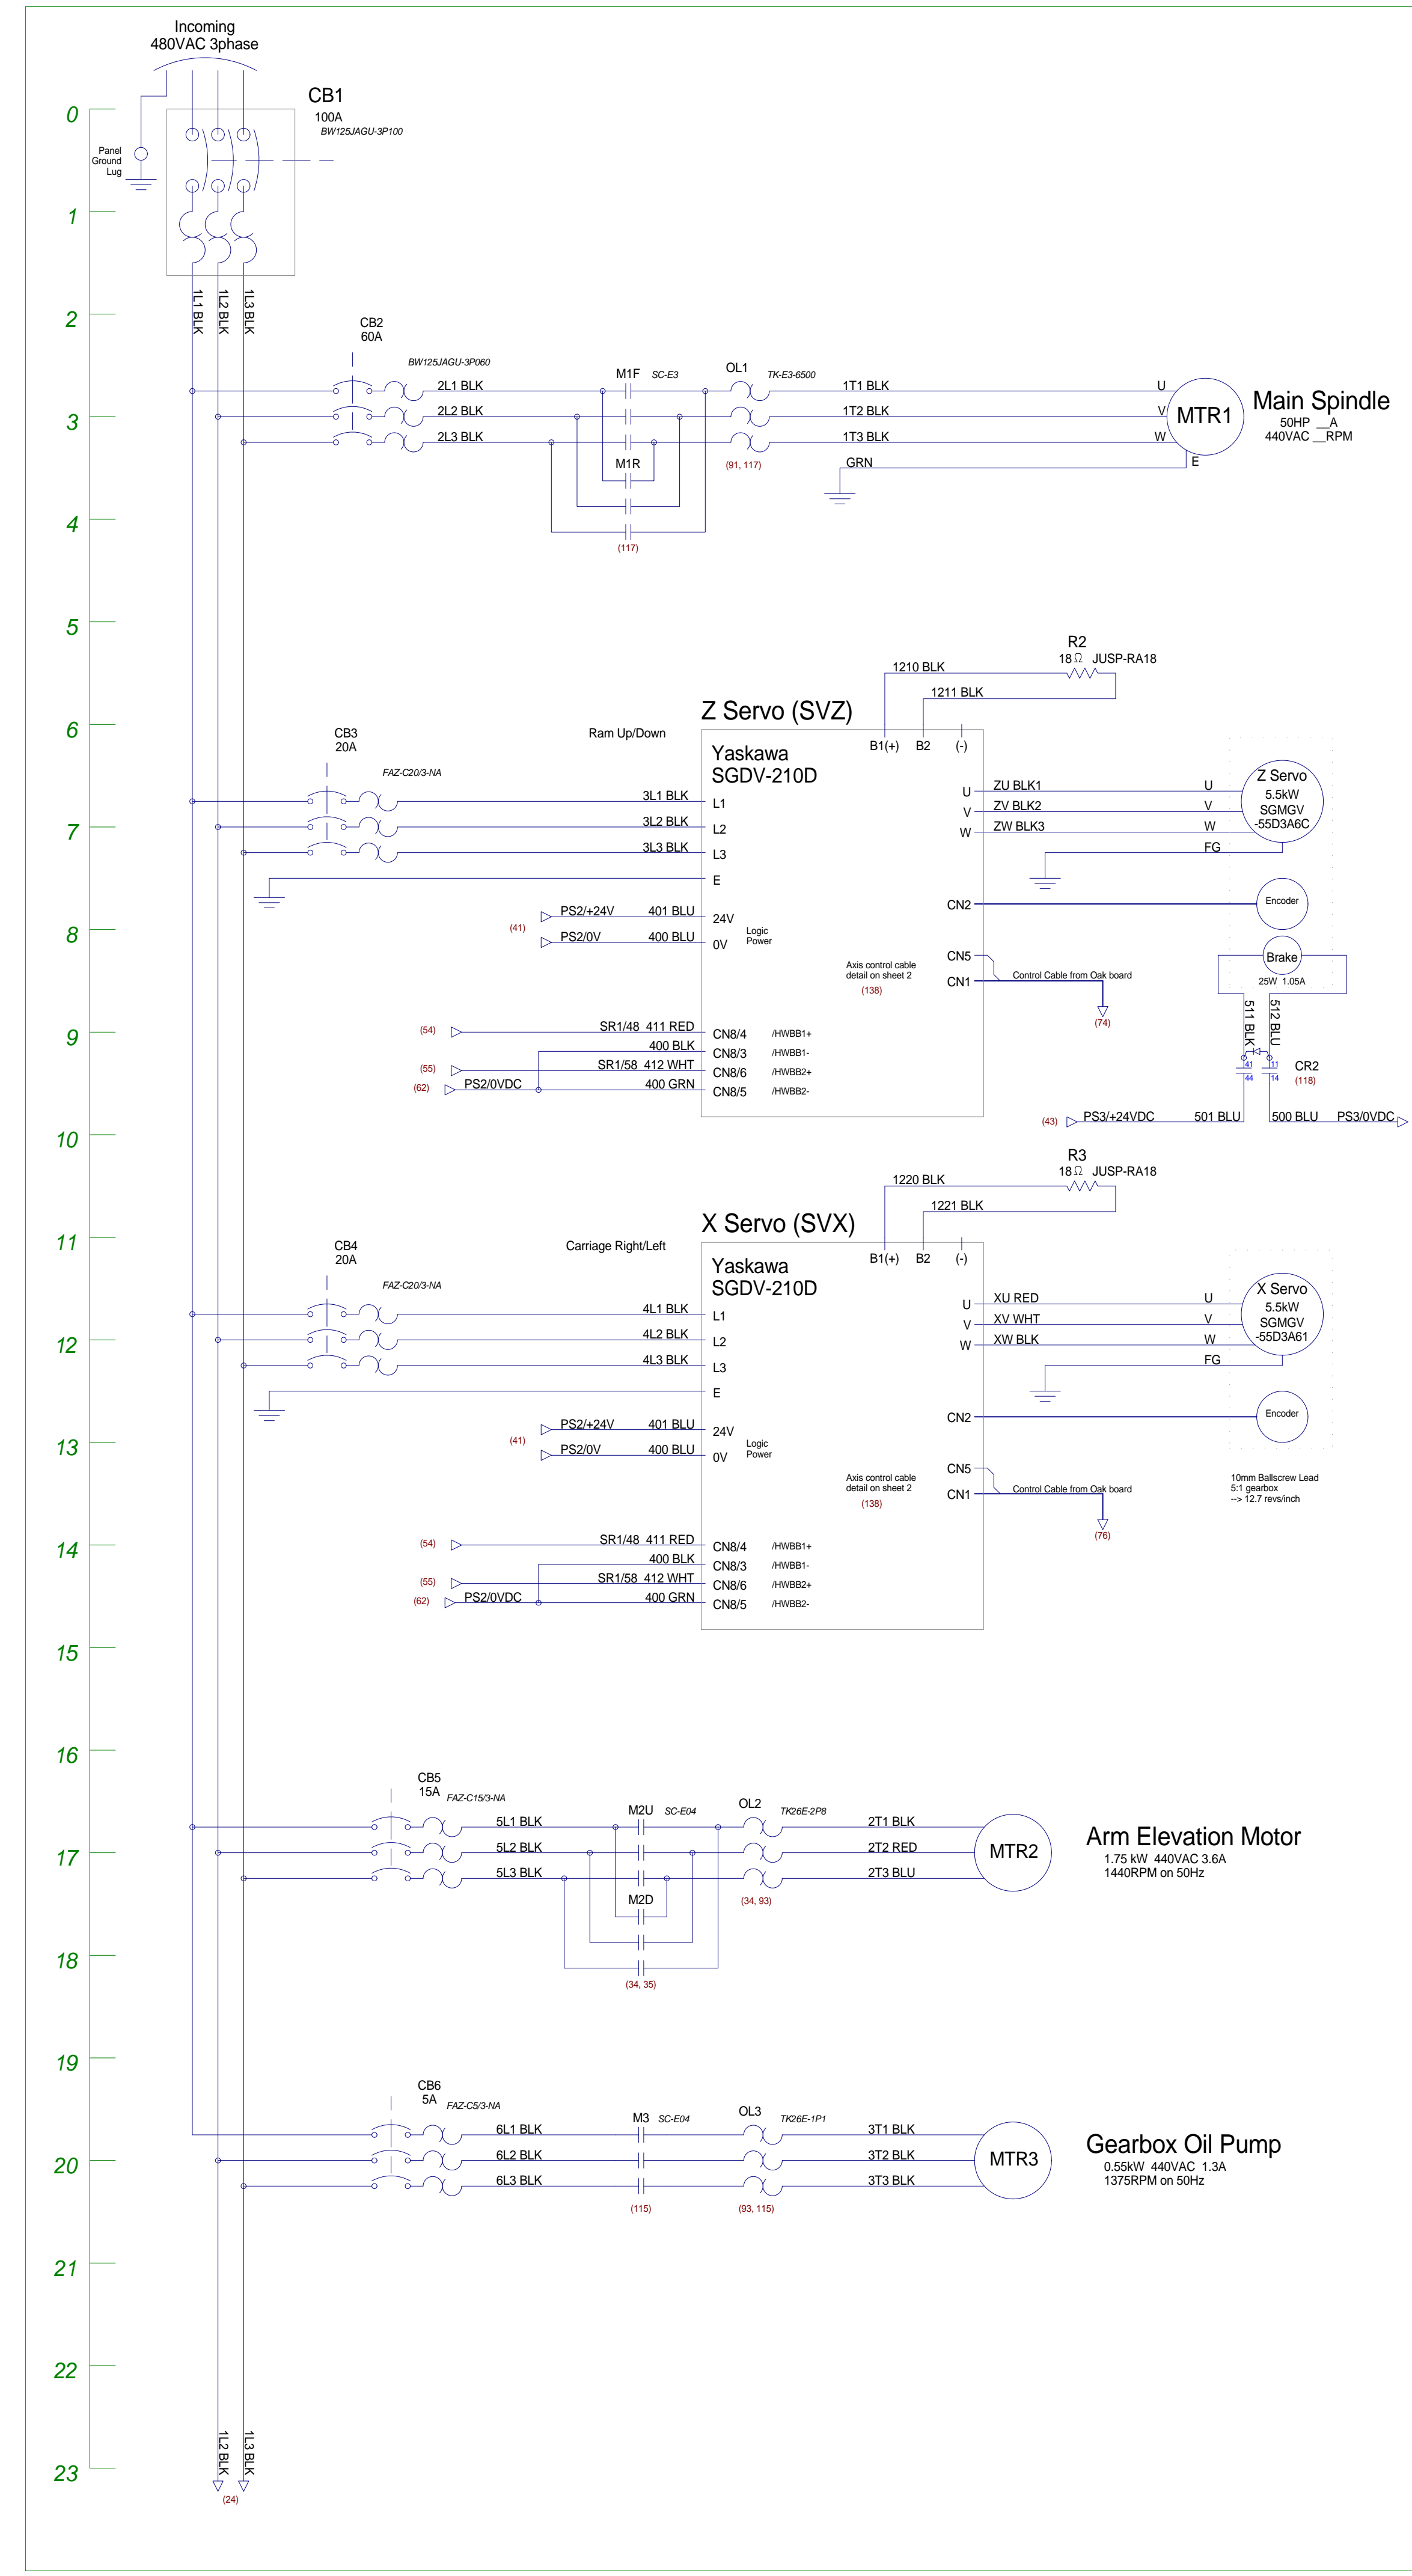 Incoming
480VAC 3phase
CB1
100A
BW125JAGU-3P100
0
Panel
Ground
Lug
1
1L1 BLK
1L2 BLK
1L3 BLK
2
CB2
60A
BW125JAGU-3P060
M1F
SC-E3
OL1
TK-E3-6500
2L1 BLK
1T1 BLK
U
3
2L2 BLK
1T2 BLK
V
2L3 BLK
1T3 BLK
W
MTR1
Main Spindle
50HP __A
440VAC __RPM
M1R
(91, 117)
GRN
E
4
(117)
5
R2
18Ω JUSP-RA18
1210 BLK
1211 BLK
6
Z Servo (SVZ)
CB3
20A
Ram Up/Down
B1(+)
B2
(-)
FAZ-C20/3-NA
Yaskawa
SGDV-210D
Z Servo
5.5kW
SGMGV
-55D3A6C
3L1 BLK
L1
U
ZU BLK1
U
7
3L2 BLK
L2
V
ZV BLK2
V
3L3 BLK
L3
W
ZW BLK3
W
FG
E
8
(41)
PS2/+24V
401 BLU
24V
PS2/0V
400 BLU
0V
Logic
Power
CN2
Encoder
Axis control cable
detail on sheet 2
(138)
CN5
CN1
Control Cable from Oak board
(74)
Brake
25W 1.05A
511 BLK
512 BLU
9
(54)
SR1/48 411 RED
CN8/4
/HWBB1+
400 BLK
CN8/3
/HWBB1-
(55)
SR1/58 412 WHT
CN8/6
/HWBB2+
(62)
PS2/0VDC
400 GRN
CN8/5
/HWBB2-
41
44
11
14
CR2
(118)
10
(43)
PS3/+24VDC
501 BLU
500 BLU
PS3/0VDC
R3
18Ω JUSP-RA18
1220 BLK
1221 BLK
11
X Servo (SVX)
CB4
20A
Carriage Right/Left
B1(+)
B2
(-)
FAZ-C20/3-NA
Yaskawa
SGDV-210D
X Servo
5.5kW
SGMGV
-55D3A61
4L1 BLK
L1
U
XU RED
U
12
4L2 BLK
L2
V
XV WHT
V
4L3 BLK
L3
W
XW BLK
W
FG
E
13
(41)
PS2/+24V
401 BLU
24V
PS2/0V
400 BLU
0V
Logic
Power
CN2
Encoder
Axis control cable
detail on sheet 2
(138)
CN5
CN1
Control Cable from Oak board
(76)
10mm Ballscrew Lead
5:1 gearbox
--> 12.7 revs/inch
14
(54)
SR1/48 411 RED
CN8/4
/HWBB1+
400 BLK
CN8/3
/HWBB1-
(55)
SR1/58 412 WHT
CN8/6
/HWBB2+
(62)
PS2/0VDC
400 GRN
CN8/5
/HWBB2-
15
16
CB5
15A
FAZ-C15/3-NA
M2U
SC-E04
OL2
TK26E-2P8
5L1 BLK
2T1 BLK
17
5L2 BLK
2T2 RED
5L3 BLK
2T3 BLU
MTR2
Arm Elevation Motor
1.75 kW 440VAC 3.6A
1440RPM on 50Hz
M2D
(34, 93)
18
(34, 35)
19
CB6
5A
FAZ-C5/3-NA
M3
SC-E04
OL3
TK26E-1P1
6L1 BLK
3T1 BLK
20
6L2 BLK
3T2 BLK
6L3 BLK
3T3 BLK
MTR3
Gearbox Oil Pump
0.55kW 440VAC 1.3A
1375RPM on 50Hz
(115)
(93, 115)
21
22
1L2 BLK
1L3 BLK
23
(24)